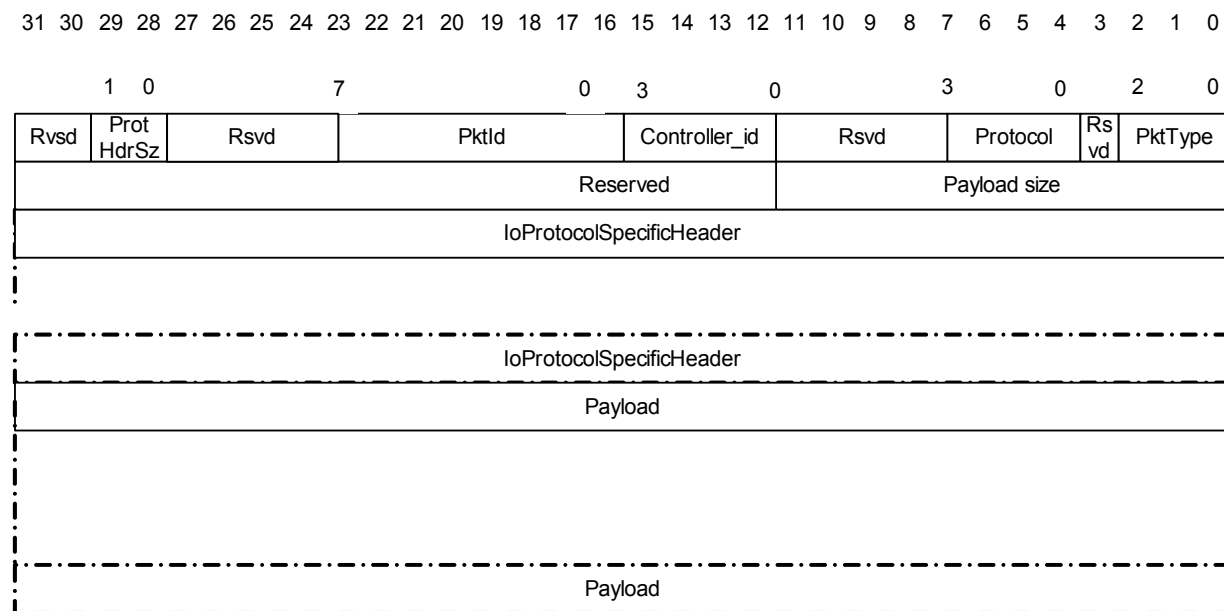 31 30 29 28 27 26 25 24 23 22 21 20 19 18 17 16 15 14 13 12 11 10 9 8 7 6 5 4 3 2 1 0
1 0 7 0 3 0 3 0 2 0
Rvsd Prot HdrSz Rsvd PktId Controller_id Rsvd Protocol Rs vd PktType
Reserved Payload size
IoProtocolSpecificHeader
IoProtocolSpecificHeader
Payload
Payload